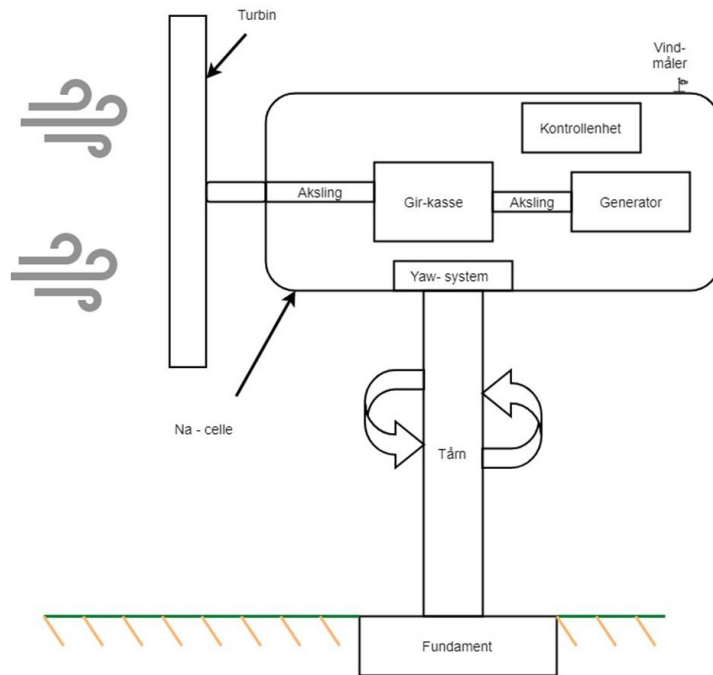 Turbin
Vind-
måler
Kontrollenhet
Aksling
Gir-kasse
Aksling
Generator
Yaw- system
Na - celle
Tårn
Fundament